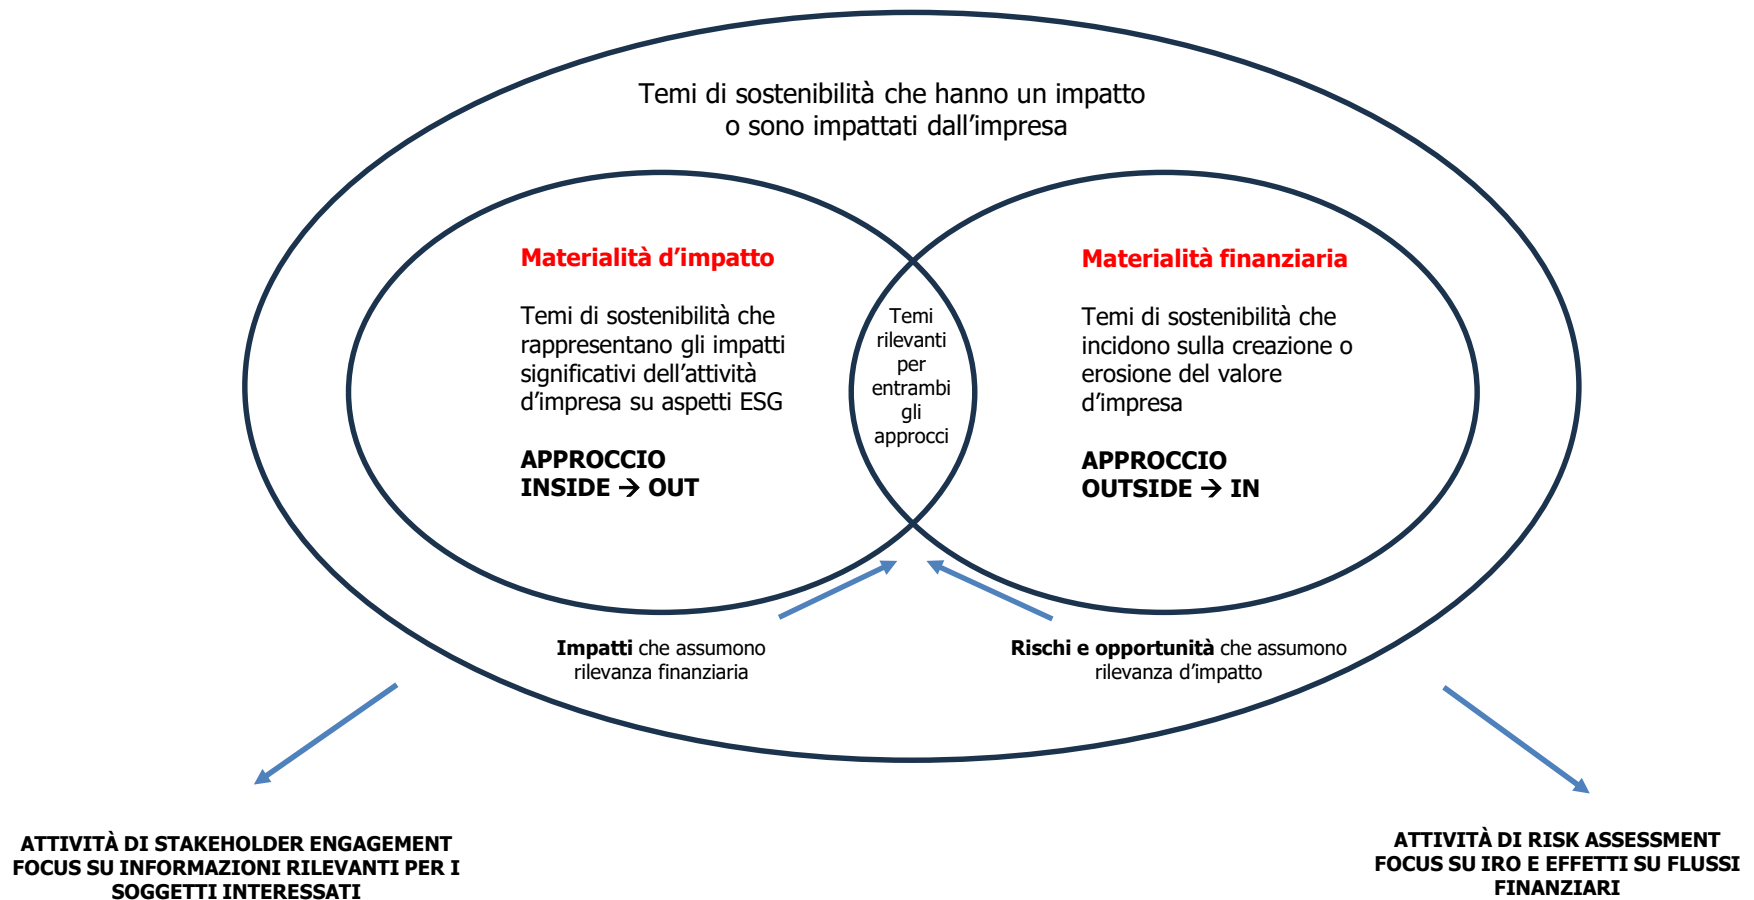 Temi di sostenibilità che hanno un impatto
o sono impattati dall’impresa
Materialità d’impatto
Temi di sostenibilità che
rappresentano gli impatti
significativi dell’attività
d’impresa su aspetti ESG
APPROCCIO
INSIDE → OUT
Temi
rilevanti
per
entrambi
gli
approcci
Materialità finanziaria
Temi di sostenibilità che
incidono sulla creazione o
erosione del valore
d’impresa
APPROCCIO
OUTSIDE → IN
Impatti che assumono
rilevanza finanziaria
Rischi e opportunità che assumono
rilevanza d’impatto
ATTIVITÀ DI STAKEHOLDER ENGAGEMENT
FOCUS SU INFORMAZIONI RILEVANTI PER I
SOGGETTI INTERESSATI
ATTIVITÀ DI RISK ASSESSMENT
FOCUS SU IRO E EFFETTI SU FLUSSI
FINANZIARI